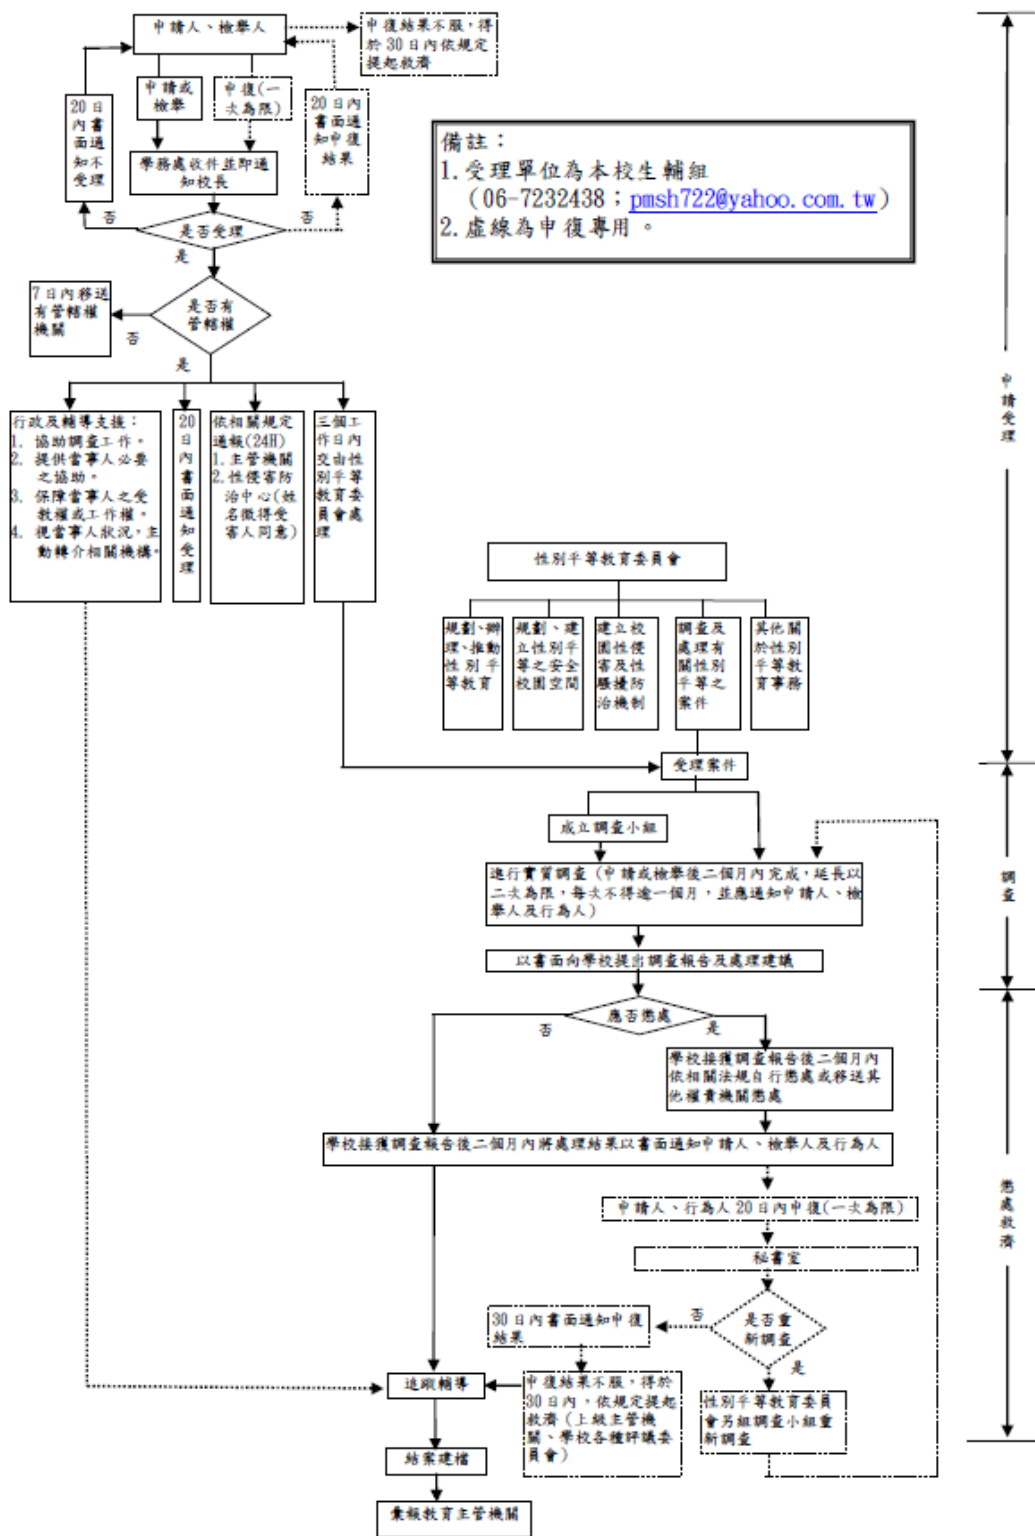 申請人、檢舉人
申復結果不服，得
於 30 日內依規定
提起救濟
申請或
檢舉
申復(一
次為限)
20 日
內書面
通知不
受理
20 日內
書面通
知申復
結果
學務處收件並即通
知校長
備註：
1. 受理單位為本校生輔組
（06-7232438；pmsh722@yahoo.com.tw）
2. 虛線為申復專用。
否
是否受理
否
是
7 日內移送
有管轄權
機關
是否有
管轄權
否
是
行政及輔導支援：
1. 協助調查工作。
2. 提供當事人必要
之協助。
3. 保障當事人之受
教權或工作權。
4. 視當事人狀況，主
動轉介相關機構。
20
日
內
書
面
通
知
受
理
依相關規定
通報(24H)
1. 主管機關
2. 性侵害防
治中心(姓
名徵得受
害人同意)
三個工
作日內
交由性
別平等
教育委
員會處
理
申請受理
性別平等教育委員會
規劃、辦
理、推動
性別平
等教育
規劃、建
立性別平
等之安全
校園空間
建立校
園性侵
害及性
騷擾防
治機制
調查及
處理有
關性別
平等之
案件
其他關
於性別
平等教
育事務
受理案件
成立調查小組
進行實質調查（申請或檢舉後二個月內完成，延長以
二次為限，每次不得逾一個月，並應通知申請人、檢
舉人及行為人）
調查
以書面向學校提出調查報告及處理建議
應否懲處
否
是
學校接獲調查報告後二個月內
依相關法規自行懲處或移送其
他權責機關懲處
學校接獲調查報告後二個月內將處理結果以書面通知申請人、檢舉人及行為人
申請人、行為人 20 日內申復(一次為限)
懲處救濟
秘書室
是否重
新調查
否
是
30 日內書面通知申復
結果
申復結果不服，得於
30 日內，依規定提起
救濟（上級主管機
關、學校各種評議委
員會）
性別平等教育委員
會另組調查小組重
新調查
追蹤輔導
結案建檔
彙報教育主管機關